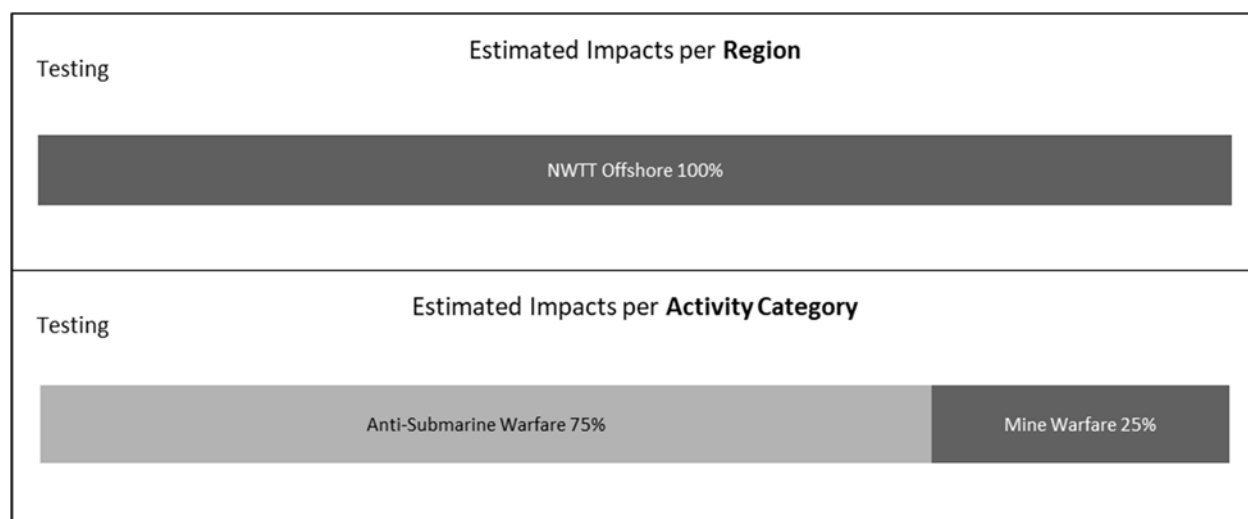 Estimated Impacts per Region
Testing
NWTT Offshore 100%
Estimated Impacts per Activity Category
Testing
Anti-Submarine Warfare 75%
Mine Warfare 25%